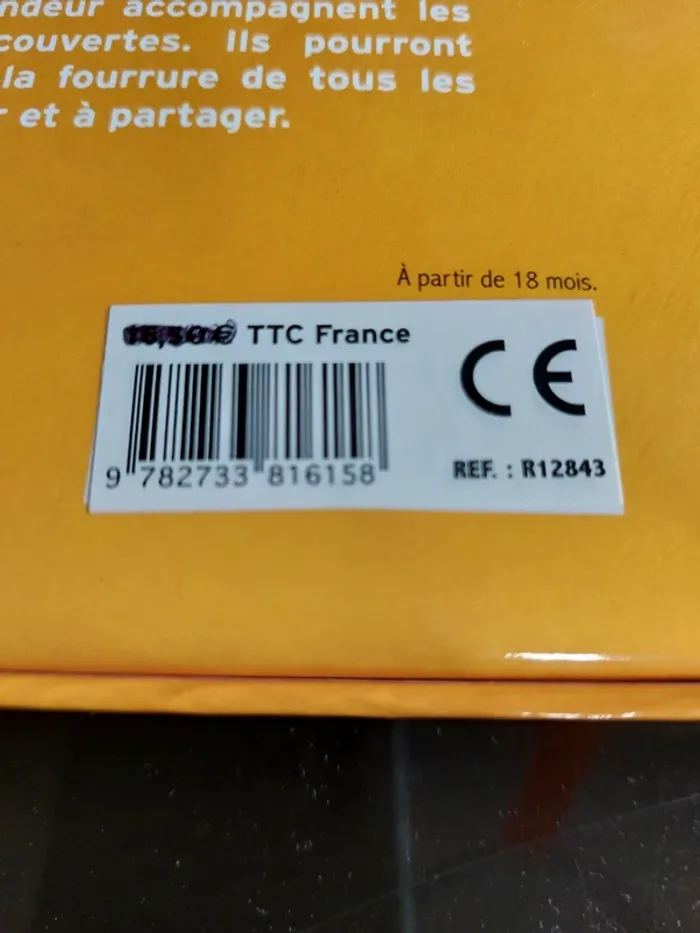 ndeur accompagnent les
couvertes. Ils pourront
la fourrure de tous les
r et à partager.
À partir de 18 mois.
TTC France
CE
9 782733 816158
REF. : R12843